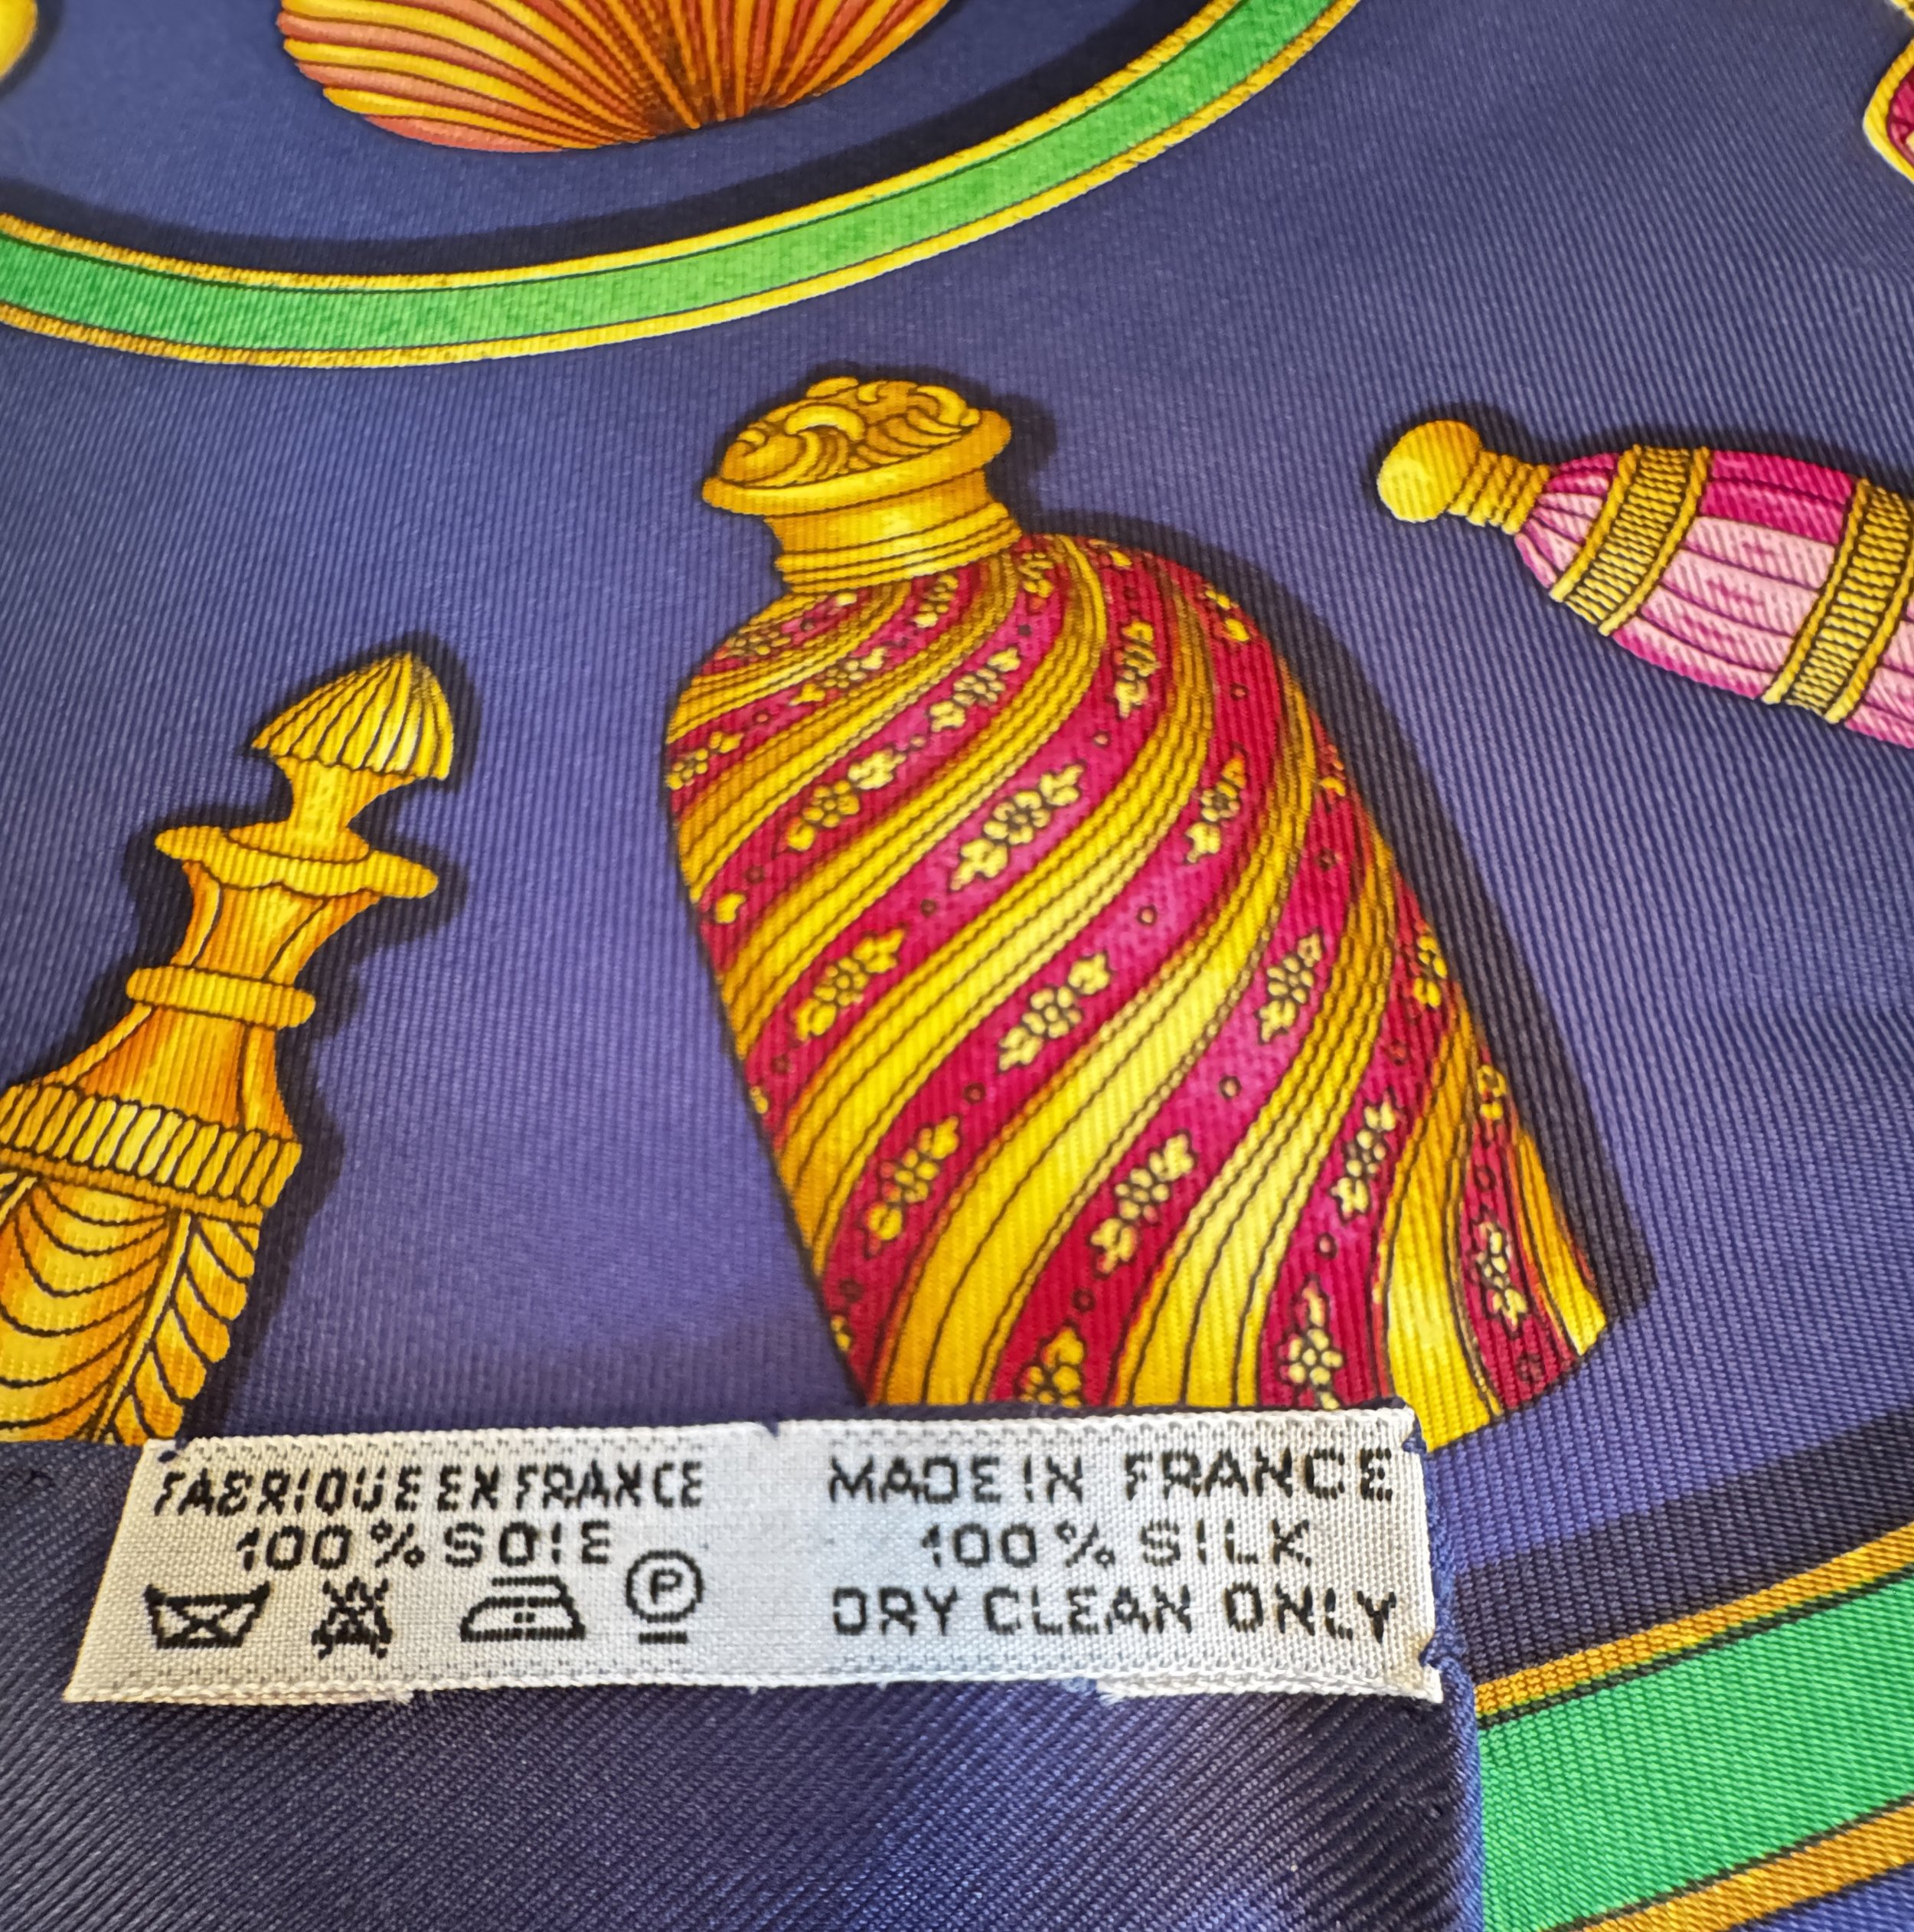 FABRIQUE EN FRANCE
100% SOIE
P
MADE IN FRANCE
100% SILK
DRY CLEAN ONLY